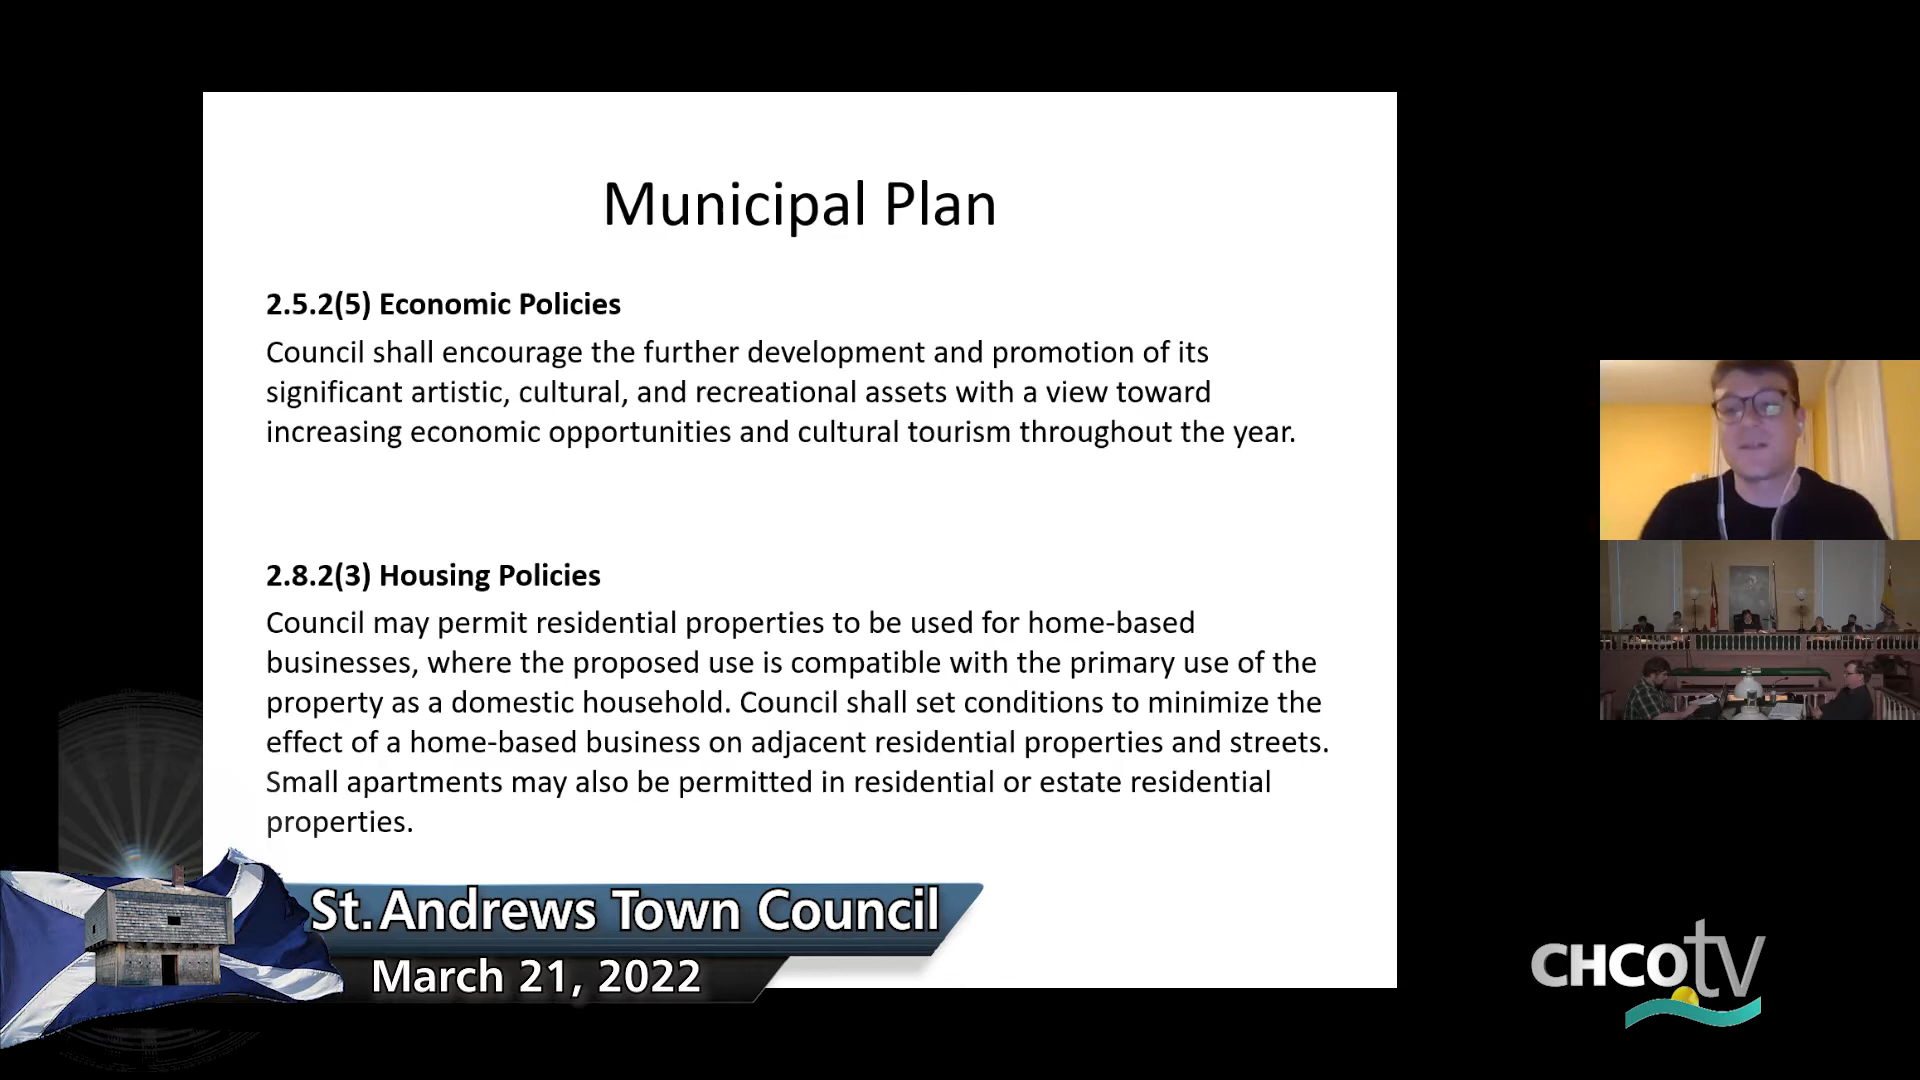 Municipal Plan
2.5.2(5) Economic Policies
Council shall encourage the further development and promotion of its
significant artistic, cultural, and recreational assets with a view toward
increasing economic opportunities and cultural tourism throughout the year.
2.8.2(3) Housing Policies
Council may permit residential properties to be used for home-based
businesses, where the proposed use is compatible with the primary use of the
property as a domestic household. Council shall set conditions to minimize the
effect of a home-based business on adjacent residential properties and streets.
Small apartments may also be permitted in residential or estate residential
properties.
St. Andrews Town Council
March 21, 2022
CHCO.tv